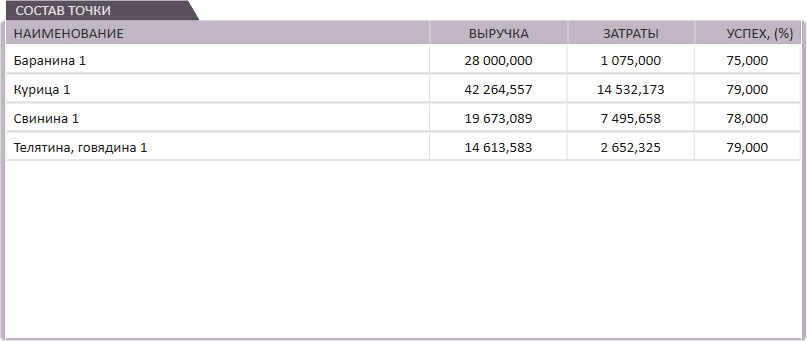 СОСТАВ ТОЧКИ
НАИМЕНОВАНИЕ ВЫРУЧКА ЗАТРАТЫ УСПЕХ, (%)
Баранина 1 28 000,000 1 075,000 75,000
Курица 1 42 264,557 14 532,173 79,000
Свинина 1 19 673,089 7 495,658 78,000
Телятина, говядина 1 14 613,583 2 652,325 79,000